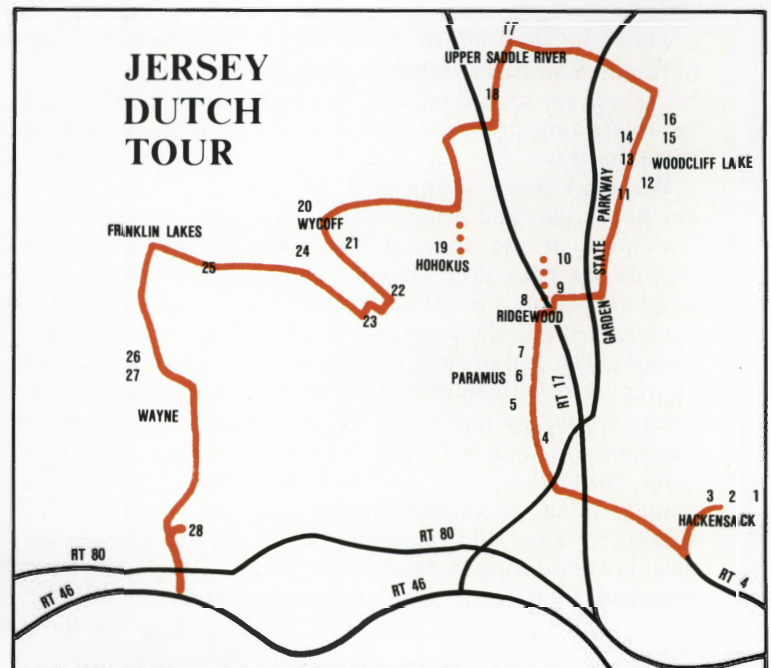 JERSEY
DUTCH
TOUR
17
UPPER SADDLE RIVER
18
16
14
15
13
WOODCLIFF LAKE
12
11
GARDEN STATE PARKWAY
20
WYCOFF
21
19
HOHOKUS
FRANKLIN LAKES
24
25
22
23
10
9
8
RIDGEWOOD
7
PARAMUS
6
5
RT 17
4
26
27
WAYNE
3 2 1
HACKENSACK
28
RT 80
RT 80
RT 4
RT 46
RT 46